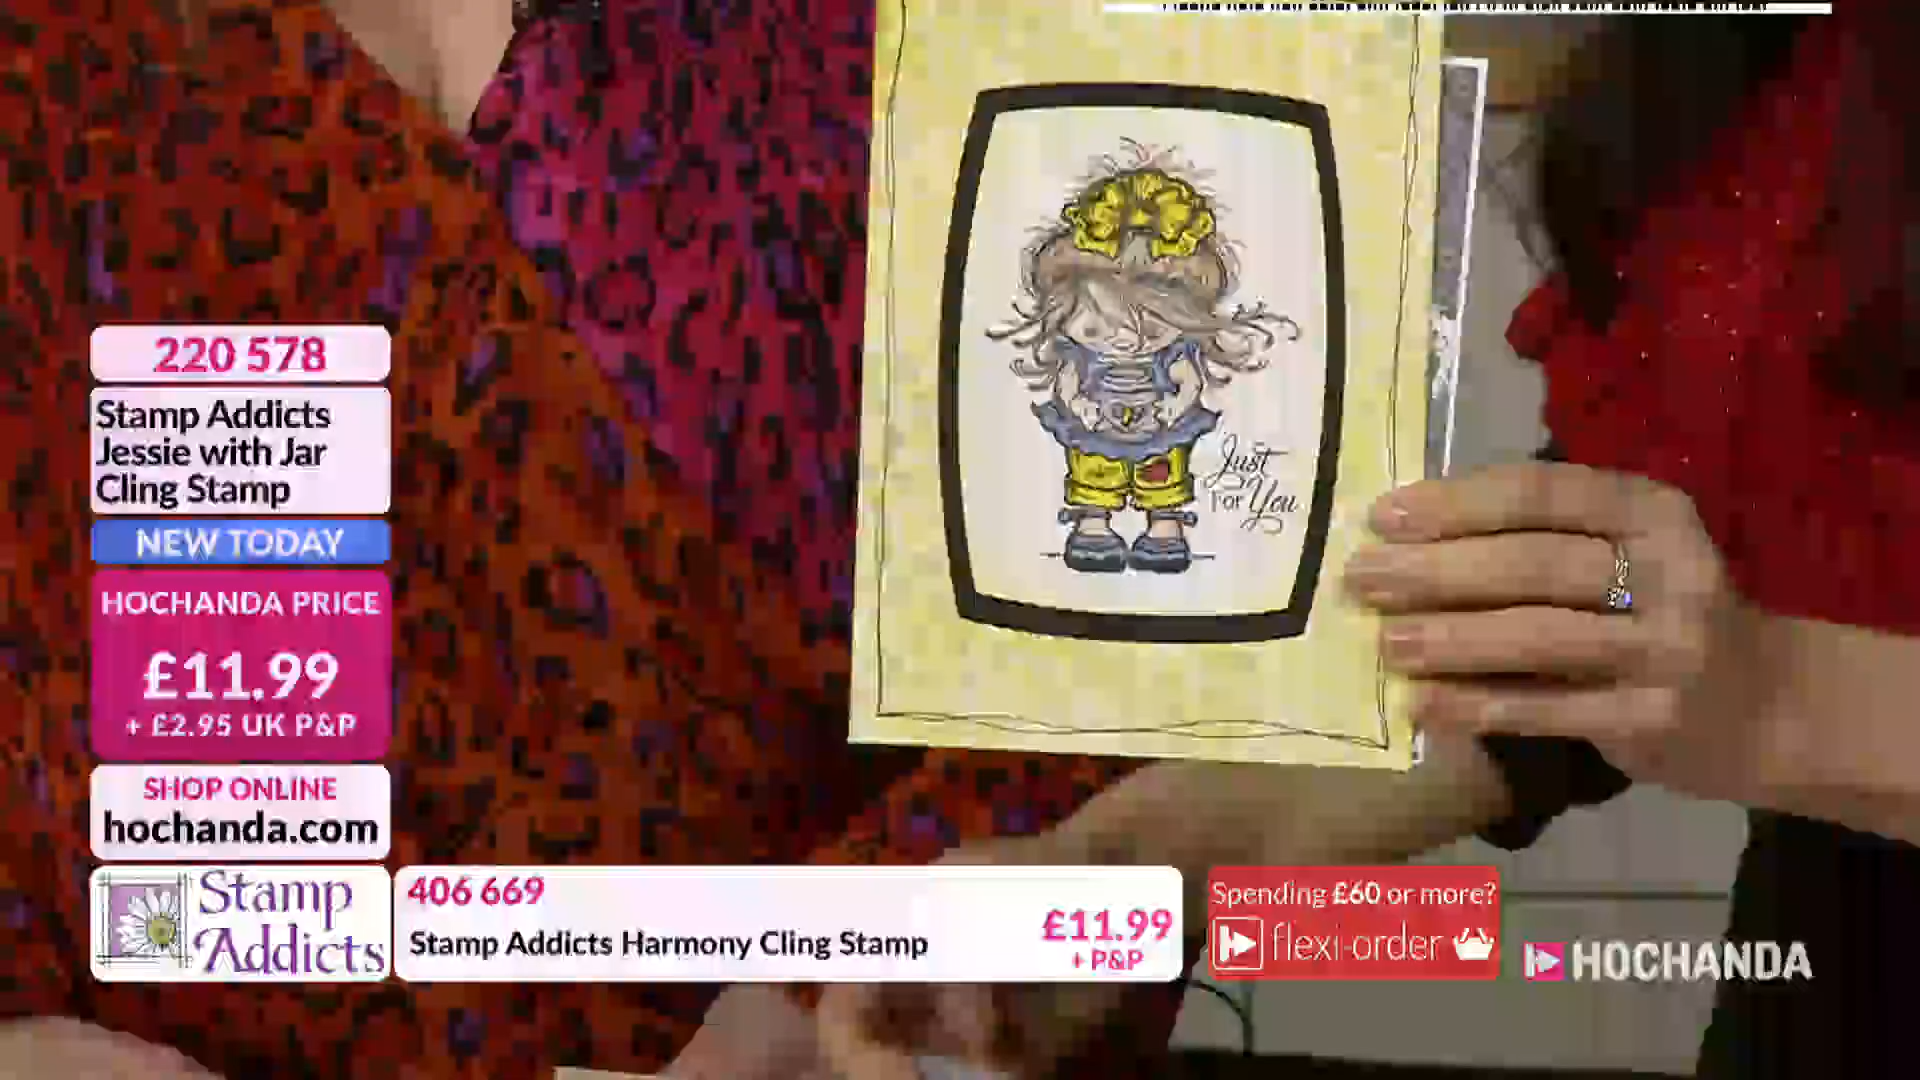 220 578
Stamp Addicts
Jessie with Jar
Cling Stamp
NEW TODAY
HOCHANDA PRICE
£11.99
+ £2.95 UK P&P
SHOP ONLINE
hochanda.com
Stamp
Addicts
406 669
Stamp Addicts Harmony Cling Stamp
£11.99
+ P&P
Spending £60 or more?
flexi-order
HOCHANDA
Just
For You